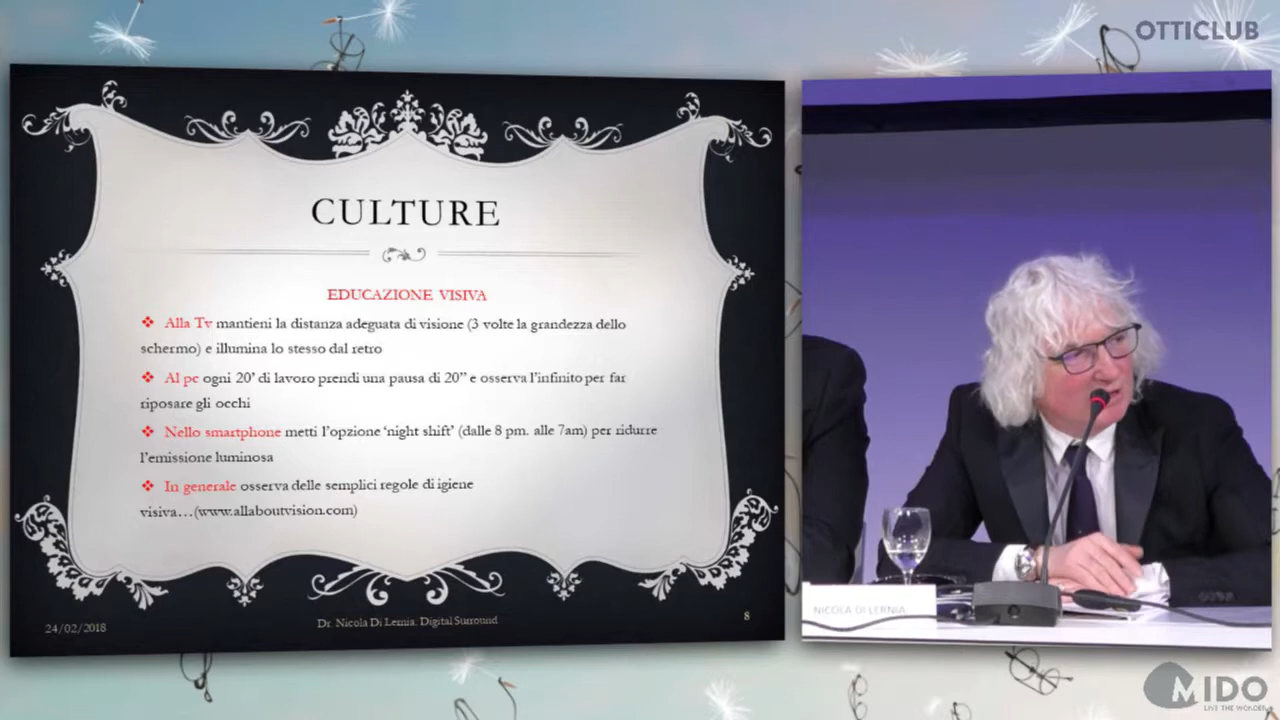 OTTICLUB
CULTURE
EDUCAZIONE VISIVA
Alla Tv mantieni la distanza adeguata di visione (3 volte la grandezza dello
schermo) e illumina lo stesso dal retro
Al pc ogni 20' di lavoro prendi una pausa di 20'' e osserva l'infinito per far
riposare gli occhi
Nello smartphone metti l'opzione 'night shift' (dalle 8 pm. alle 7am) per ridurre
l'emissione luminosa
In generale osserva delle semplici regole di igiene
visiva…(www.allaboutvision.com)
24/02/2018
Dr. Nicola Di Lernia. Digital Surround
8
NICOLA DI LERNIA
MIDO
LIVE THE WONDER